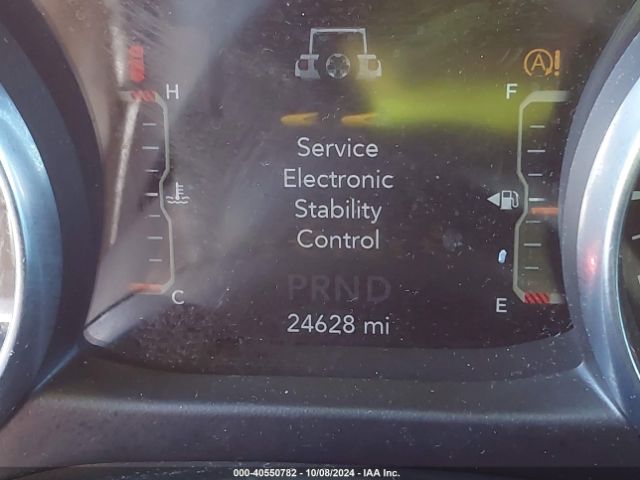 A!
H
F
Service
Electronic
Stability
Control
PRND
C
E
24628 mi
000-40550782 - 10/08/2024 - IAA Inc.